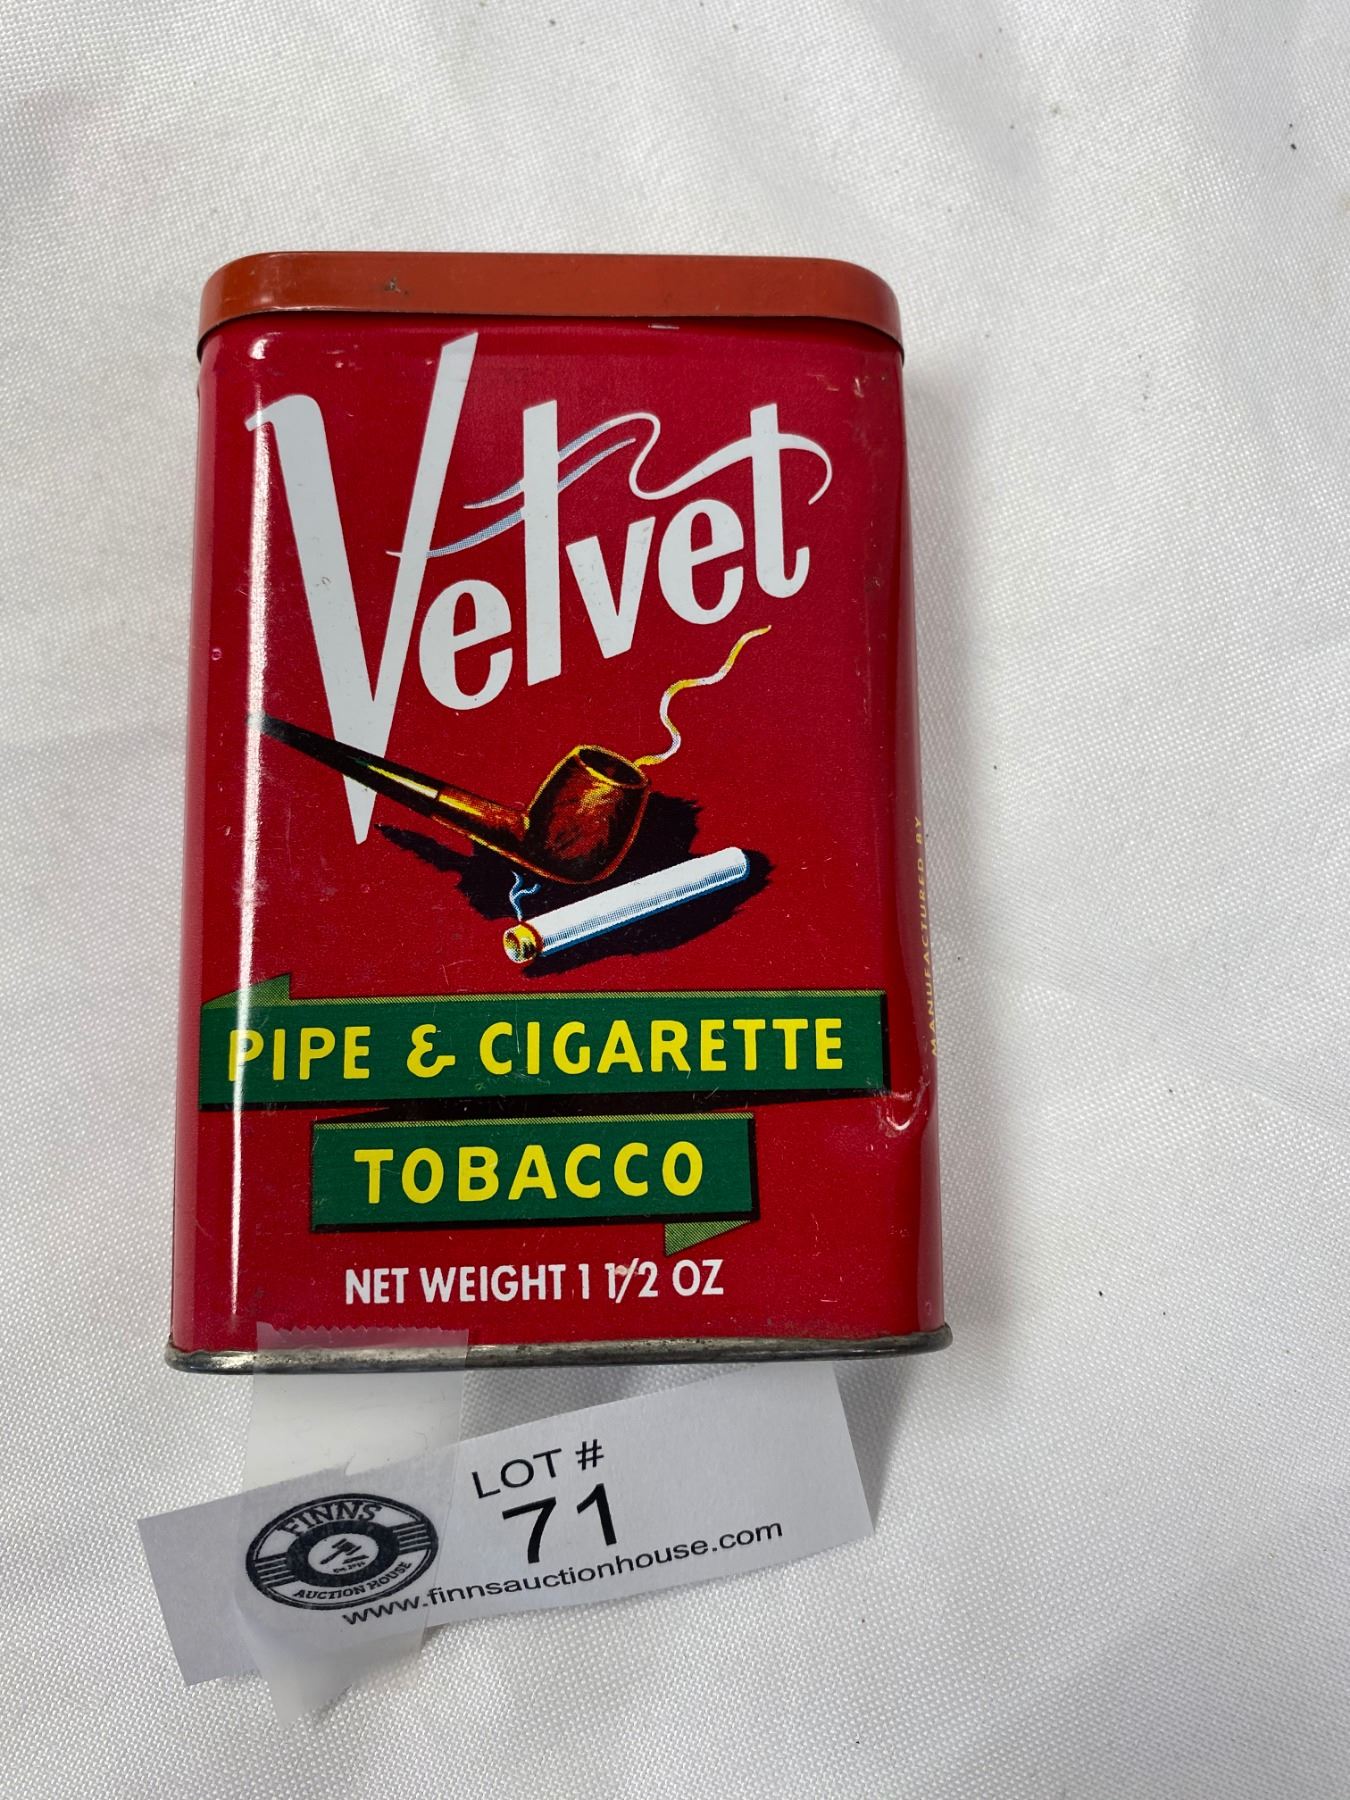 Velvet
PIPE & CIGARETTE
TOBACCO
NET WEIGHT 1 1/2 OZ
MANUFACTURED BY
LOT #
71
FINNS
AUCTION HOUSE
www.finnsauctionhouse.com